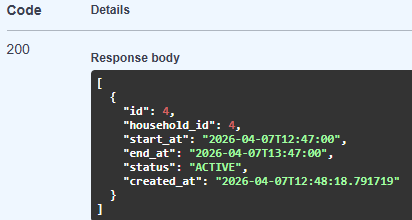 Code Details
200
Response body
[
  {
    "id": 4,
    "household_id": 4,
    "start_at": "2026-04-07T12:47:00",
    "end_at": "2026-04-07T13:47:00",
    "status": "ACTIVE",
    "created_at": "2026-04-07T12:48:18.791719"
  }
]